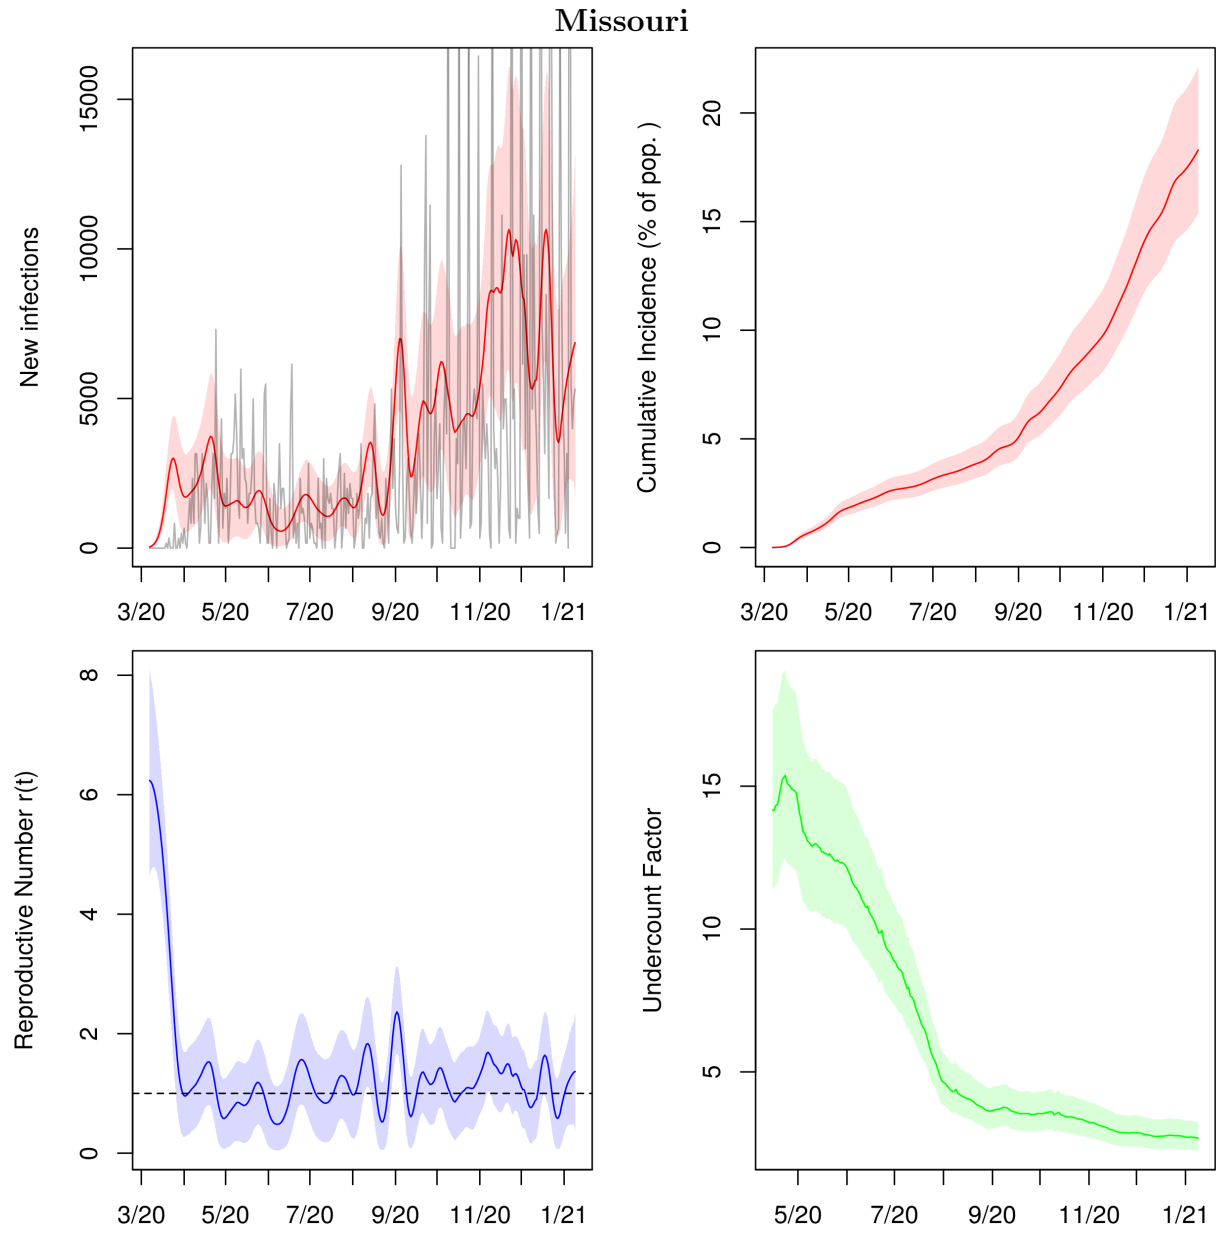 Missouri
New infections
0
5000
10000
15000
3/20 5/20 7/20 9/20 11/20 1/21
Cumulative Incidence (% of pop. )
0
5
10
15
20
3/20 5/20 7/20 9/20 11/20 1/21
Reproductive Number r(t)
0
2
4
6
8
3/20 5/20 7/20 9/20 11/20 1/21
Undercount Factor
5
10
15
5/20 7/20 9/20 11/20 1/21